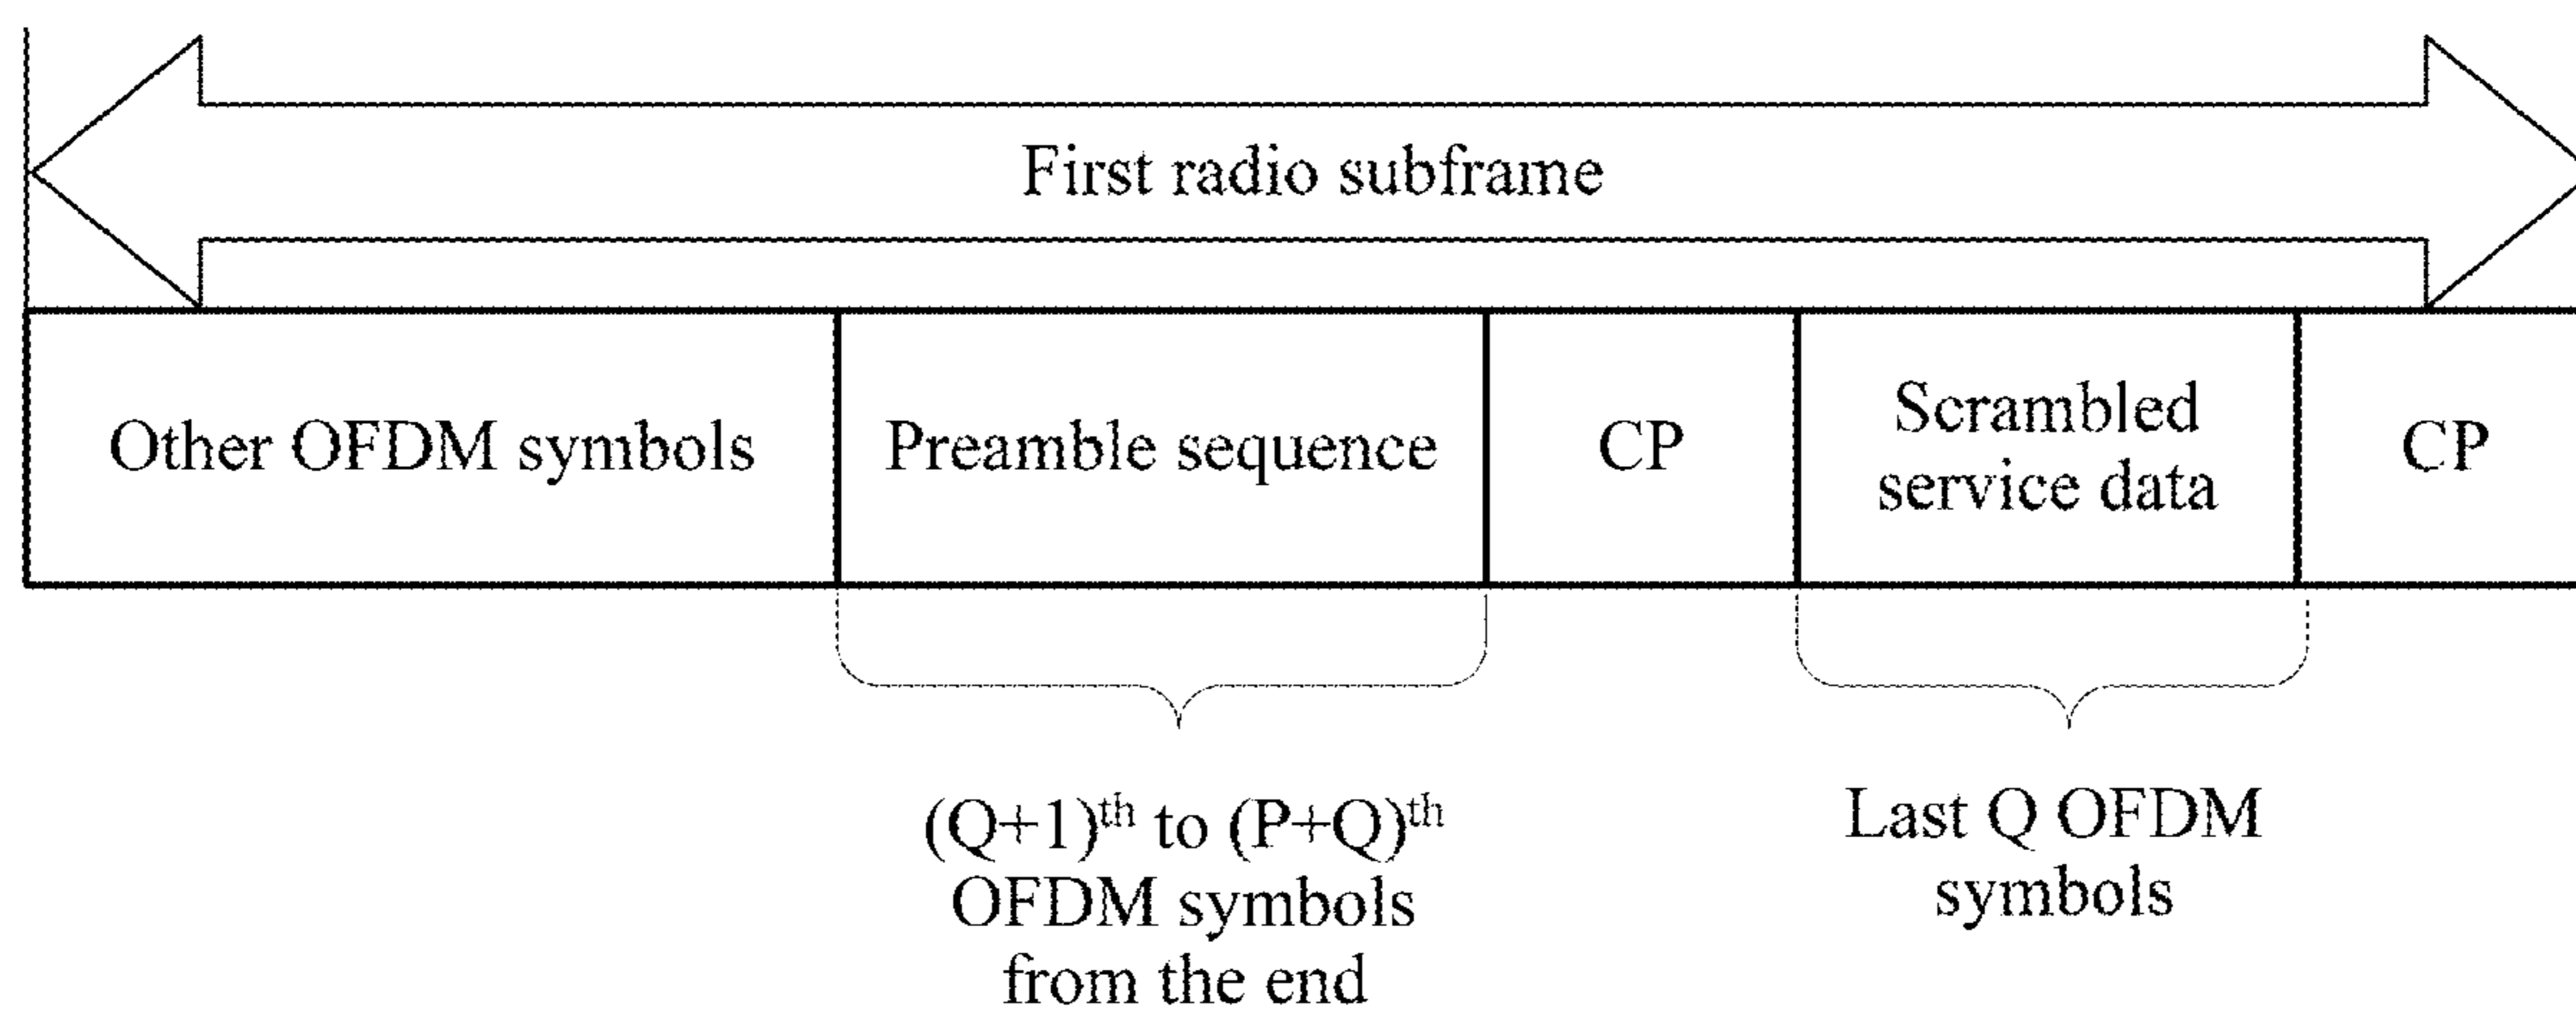 First radio subframe
Other OFDM symbols
Preamble sequence
CP
Scrambled
service data
CP
(Q+1)th to (P+Q)th
OFDM symbols
from the end
Last Q OFDM
symbols